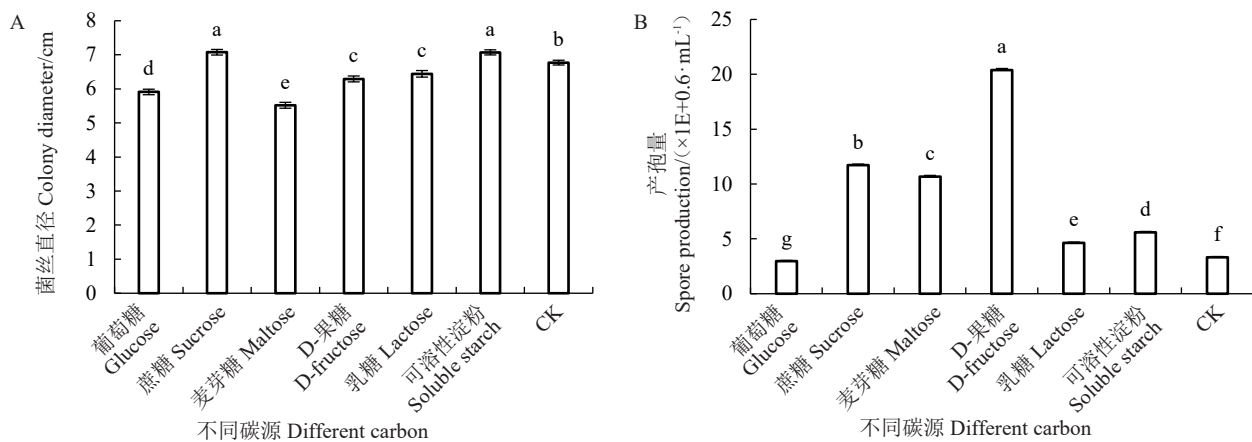 A
菌丝直径 Colony diameter/cm
8
7
6
5
4
3
2
1
0
d
a
e
c
c
a
b
葡萄糖
Glucose
蔗糖 Sucrose
麦芽糖 Maltose
D-果糖
D-fructose
乳糖 Lactose
可溶性淀粉
Soluble starch
CK
不同碳源 Different carbon
B
产孢量
Spore production/(×1E+0.6·mL⁻¹)
25
20
15
10
5
0
g
b
c
a
e
d
f
葡萄糖
Glucose
蔗糖 Sucrose
麦芽糖 Maltose
D-果糖
D-fructose
乳糖 Lactose
可溶性淀粉
Soluble starch
CK
不同碳源 Different carbon